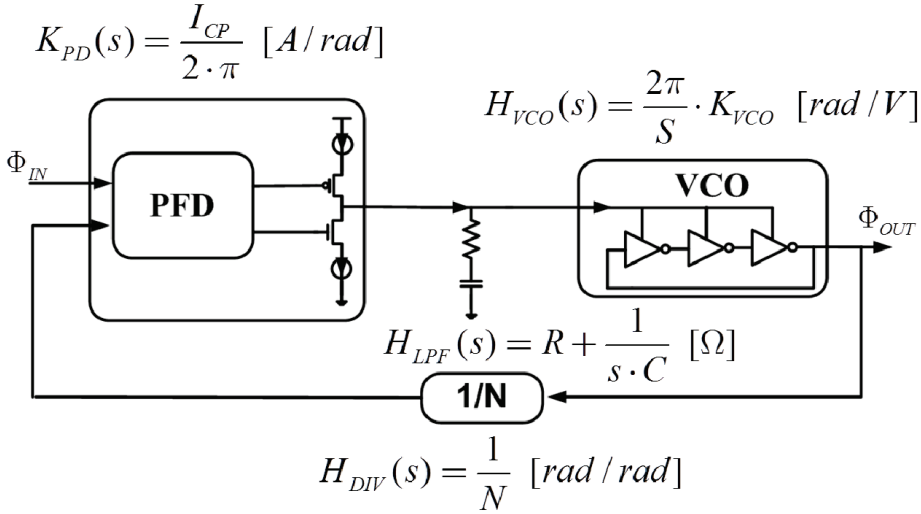 K_{PD}(s) = \frac{I_{CP}}{2 \cdot \pi} [A/rad]
H_{VCO}(s) = \frac{2\pi}{S} \cdot K_{VCO} [rad/V]
Φ_{IN}
PFD
VCO
Φ_{OUT}
H_{LPF}(s) = R + \frac{1}{s \cdot C} [Ω]
1/N
H_{DIV}(s) = \frac{1}{N} [rad/rad]